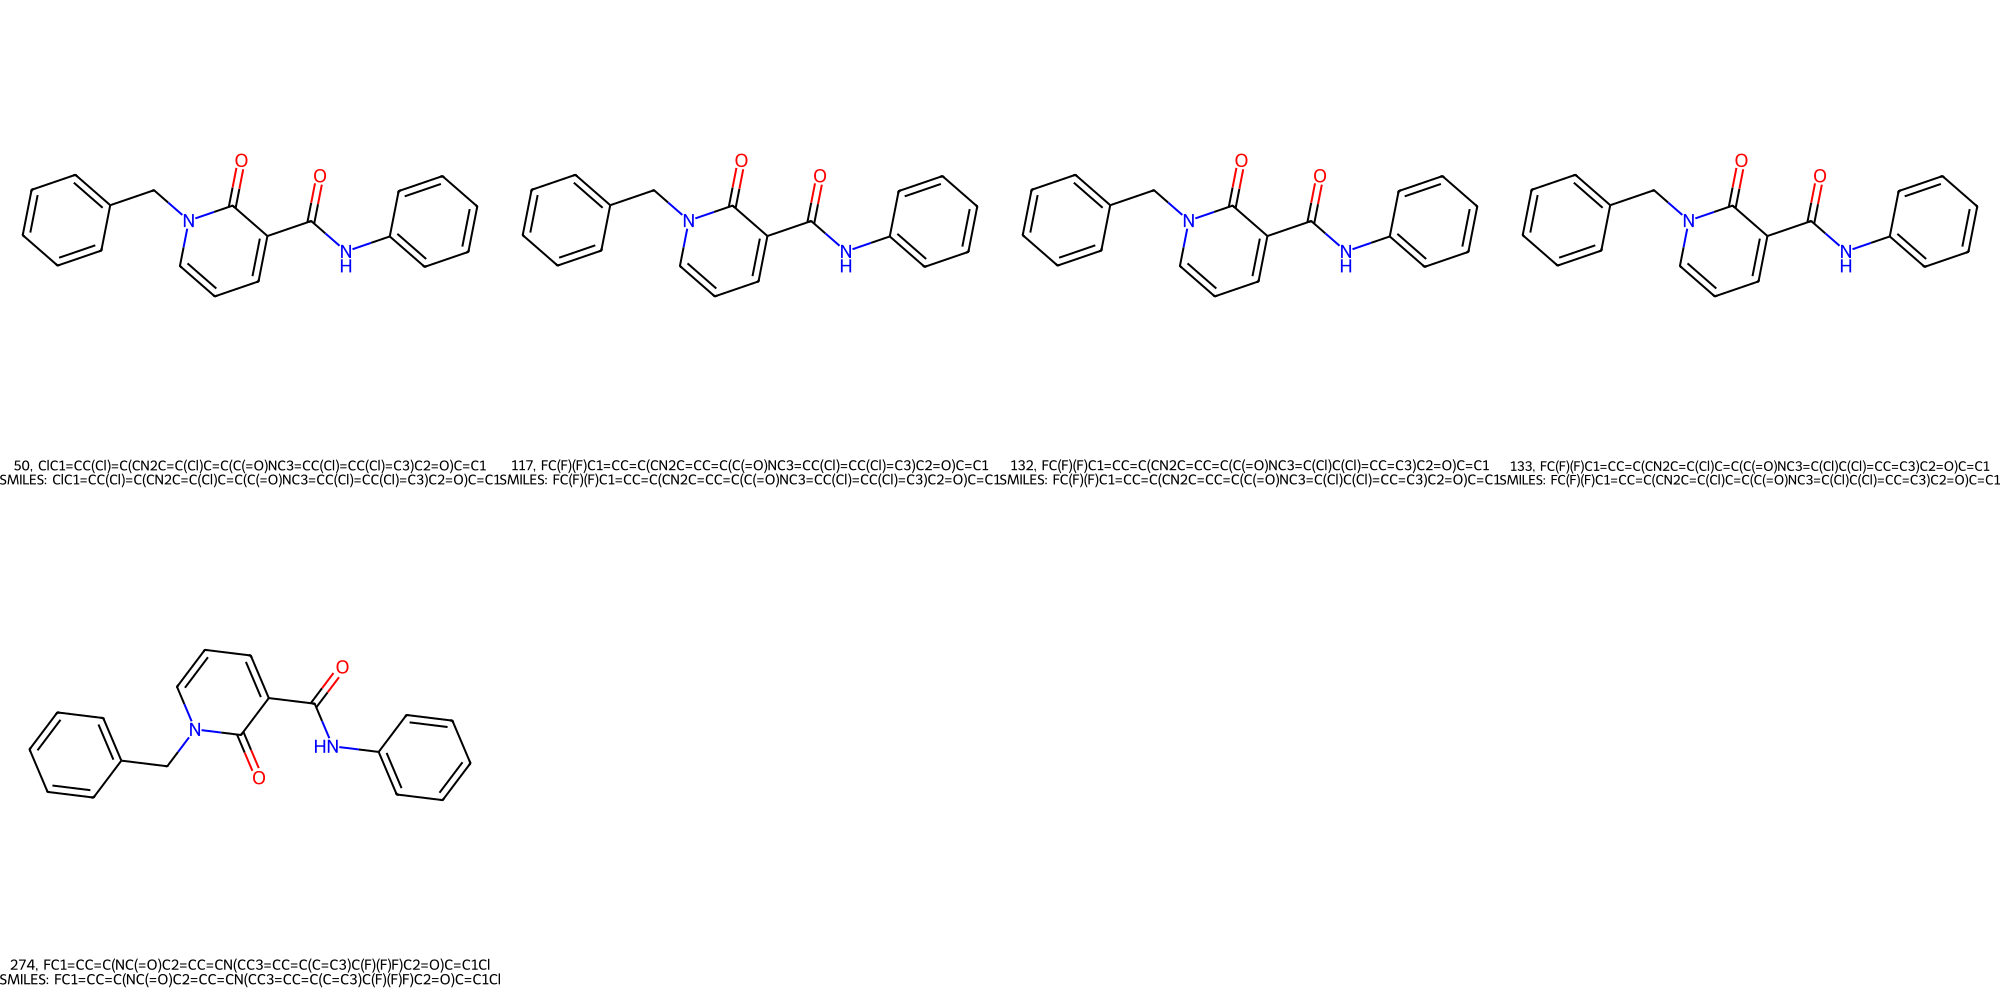 O
O
N
N
H
O
O
N
N
H
O
O
N
N
H
O
O
N
N
H
50, ClC1=CC(Cl)=C(CN2C=C(Cl)C=C(C(=O)NC3=CC(Cl)=CC(Cl)=C3)C2=O)C=C1
SMILES: ClC1=CC(Cl)=C(CN2C=C(Cl)C=C(C(=O)NC3=CC(Cl)=CC(Cl)=C3)C2=O)C=C1
117, FC(F)(F)C1=CC=C(CN2C=CC=C(C(=O)NC3=CC(Cl)=CC(Cl)=C3)C2=O)C=C1
SMILES: FC(F)(F)C1=CC=C(CN2C=CC=C(C(=O)NC3=CC(Cl)=CC(Cl)=C3)C2=O)C=C1
132, FC(F)(F)C1=CC=C(CN2C=CC=C(C(=O)NC3=C(Cl)C(Cl)=CC=C3)C2=O)C=C1
SMILES: FC(F)(F)C1=CC=C(CN2C=CC=C(C(=O)NC3=C(Cl)C(Cl)=CC=C3)C2=O)C=C1
133, FC(F)(F)C1=CC=C(CN2C=C(Cl)C=C(C(=O)NC3=C(Cl)C(Cl)=CC=C3)C2=O)C=C1
SMILES: FC(F)(F)C1=CC=C(CN2C=C(Cl)C=C(C(=O)NC3=C(Cl)C(Cl)=CC=C3)C2=O)C=C1
O
N
HN
O
274, FC1=CC=C(NC(=O)C2=CC=CN(CC3=CC=C(C=C3)C(F)(F)F)C2=O)C=C1Cl
SMILES: FC1=CC=C(NC(=O)C2=CC=CN(CC3=CC=C(C=C3)C(F)(F)F)C2=O)C=C1Cl